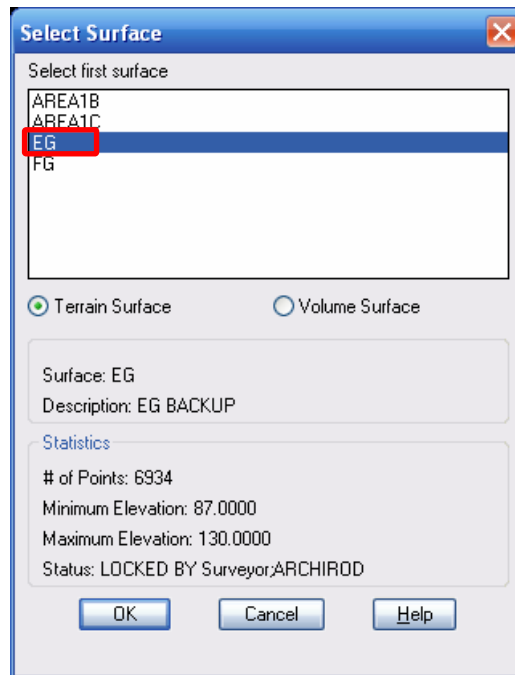 Select Surface
Select first surface
AREA1B
AREA1C
EG
FG
Terrain Surface Volume Surface
Surface: EG
Description: EG BACKUP
Statistics
# of Points: 6934
Minimum Elevation: 87.0000
Maximum Elevation: 130.0000
Status: LOCKED BY Surveyor;ARCHIROD
OK Cancel Help